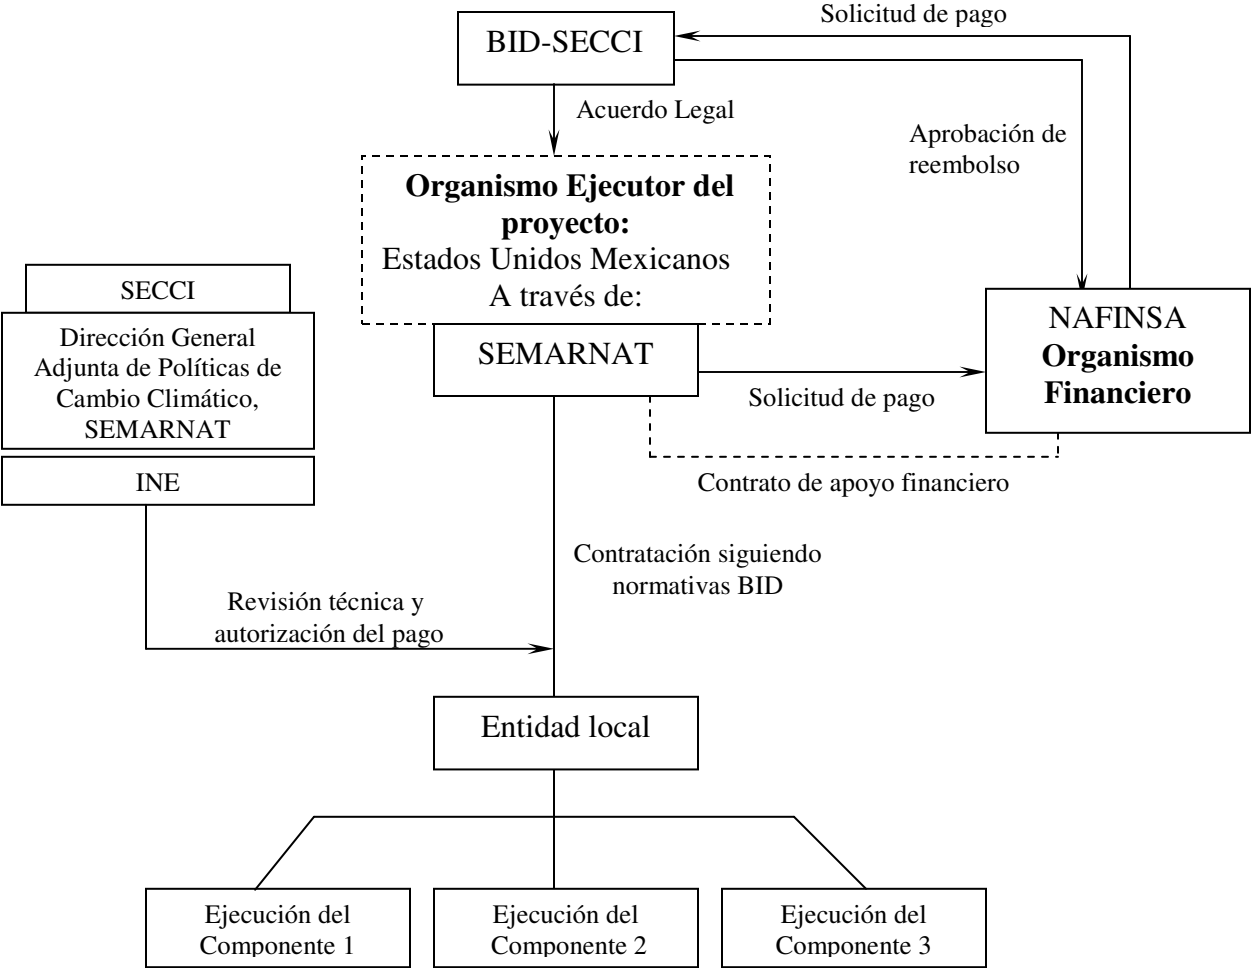 Solicitud de pago
BID-SECCI
Acuerdo Legal
Aprobación de
reembolso
Organismo Ejecutor del
proyecto:
Estados Unidos Mexicanos
A través de:
SECCI
Dirección General
Adjunta de Políticas de
Cambio Climático,
SEMARNAT
INE
SEMARNAT
NAFINSA
Organismo
Financiero
Solicitud de pago
Contrato de apoyo financiero
Contratación siguiendo
normativas BID
Revisión técnica y
autorización del pago
Entidad local
Ejecución del
Componente 1
Ejecución del
Componente 2
Ejecución del
Componente 3